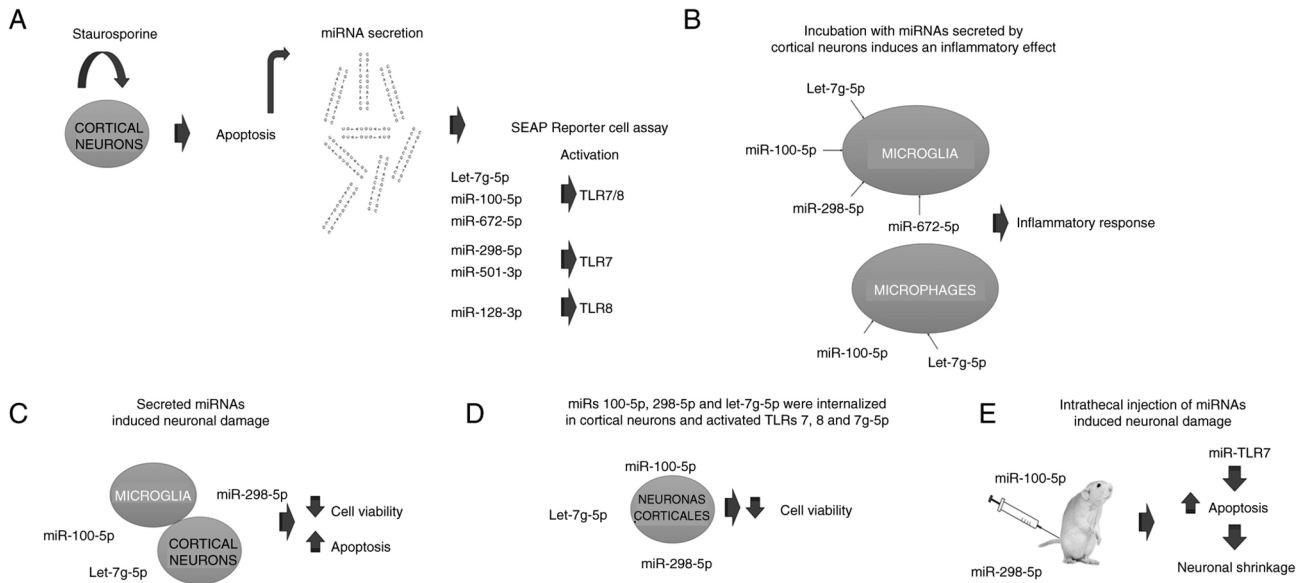 A
Staurosporine
CORTICAL
NEURONS
Apoptosis
miRNA secretion
SEAP Reporter cell assay
Activation
Let-7g-5p
miR-100-5p
miR-672-5p
TLR7/8
miR-298-5p
miR-501-3p
TLR7
miR-128-3p
TLR8
B
Incubation with miRNAs secreted by
cortical neurons induces an inflammatory effect
Let-7g-5p
miR-100-5p
MICROGLIA
miR-298-5p
miR-672-5p
Inflammatory response
MICROPHAGES
miR-100-5p
Let-7g-5p
C
Secreted miRNAs
induced neuronal damage
MICROGLIA
miR-298-5p
miR-100-5p
CORTICAL
NEURONS
Let-7g-5p
Cell viability
Apoptosis
D
miRs 100-5p, 298-5p and let-7g-5p were internalized
in cortical neurons and activated TLRs 7, 8 and 7g-5p
miR-100-5p
NEURONAS
CORTICALES
Let-7g-5p
miR-298-5p
Cell viability
E
Intrathecal injection of miRNAs
induced neuronal damage
miR-100-5p
miR-298-5p
miR-TLR7
Apoptosis
Neuronal shrinkage